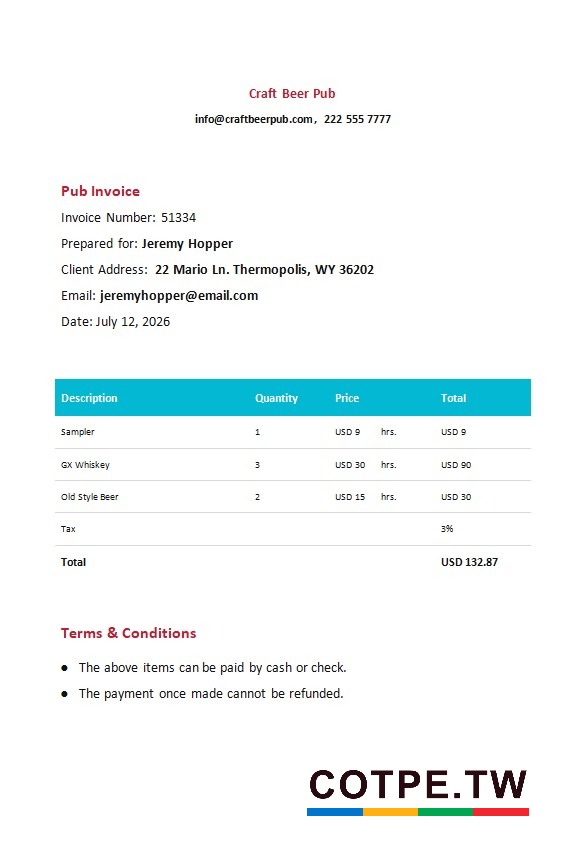 Craft Beer Pub
info@craftbeerpub.com, 222 555 7777
Pub Invoice
Invoice Number: 51334
Prepared for: Jeremy Hopper
Client Address: 22 Mario Ln. Thermopolis, WY 36202
Email: jeremyhopper@email.com
Date: July 12, 2026
Description Quantity Price Total
Sampler 1 USD 9 hrs. USD 9
GX Whiskey 3 USD 30 hrs. USD 90
Old Style Beer 2 USD 15 hrs. USD 30
Tax 3%
Total USD 132.87
Terms & Conditions
● The above items can be paid by cash or check.
● The payment once made cannot be refunded.
COTPE.TW